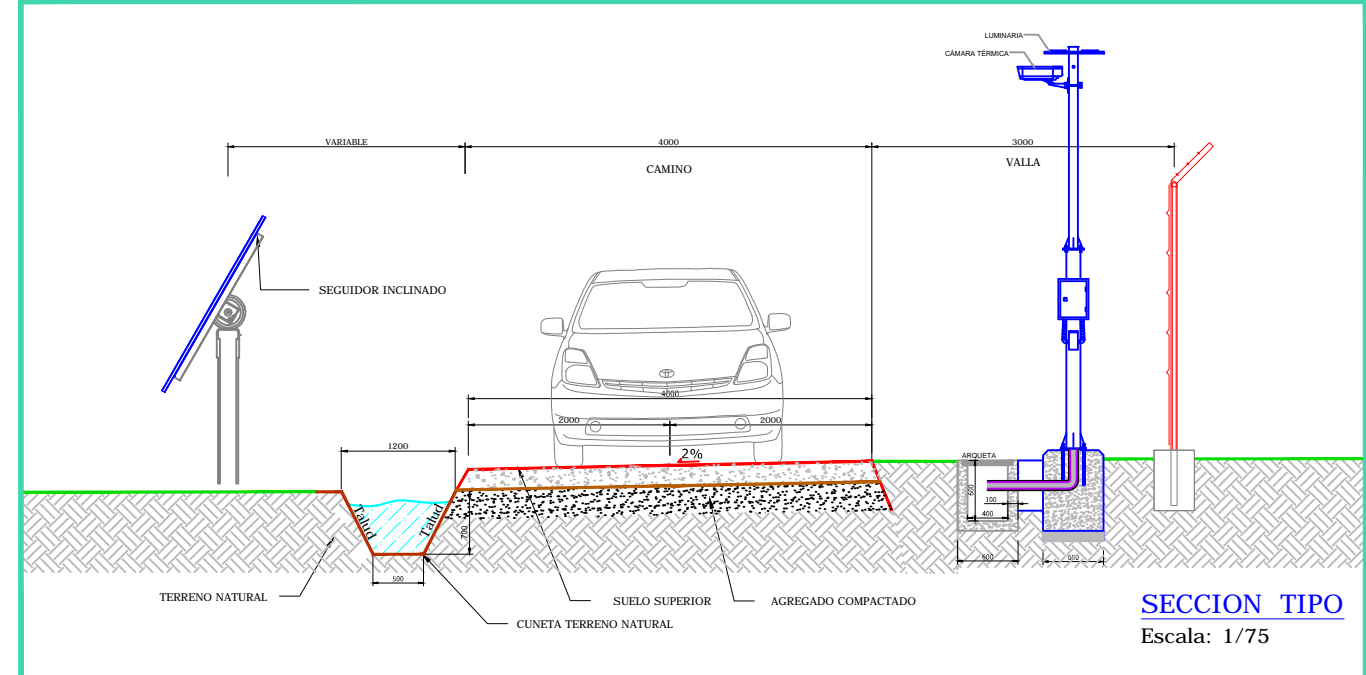 LUMINARIA
CÁMARA TÉRMICA
VARIABLE
4000
3000
CAMINO
VALLA
SEGUIDOR INCLINADO
4000
2000
2000
1200
2%
ARQUETA
600
100
400
Talud
Talud
700
500
600
600
TERRENO NATURAL
SUELO SUPERIOR
AGREGADO COMPACTADO
CUNETA TERRENO NATURAL
SECCION TIPO
Escala: 1/75